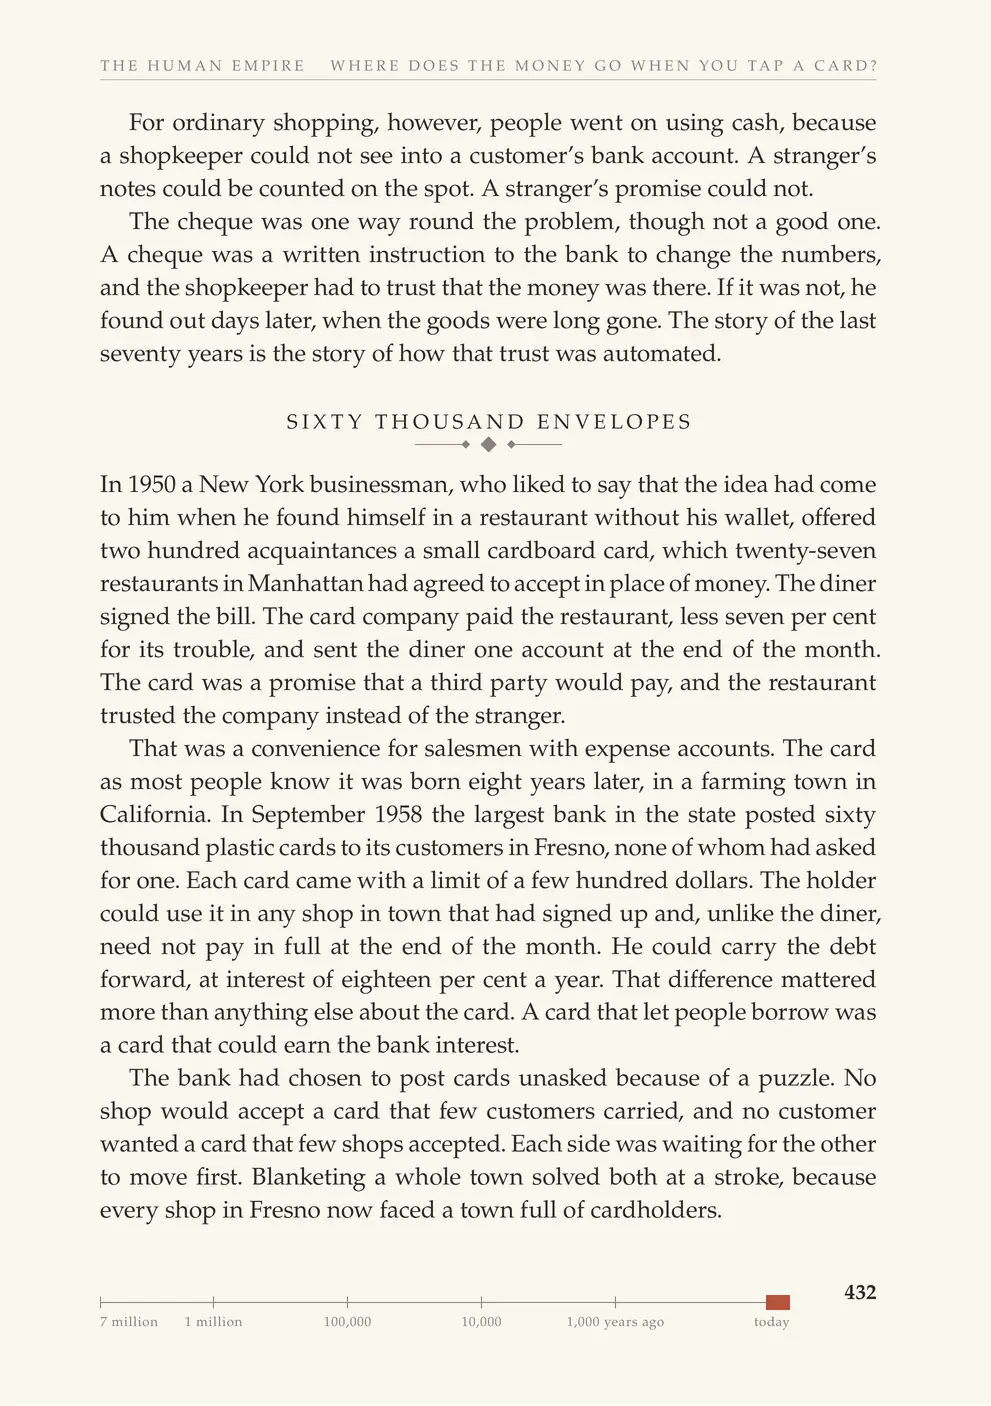 THE HUMAN EMPIRE WHERE DOES THE MONEY GO WHEN YOU TAP A CARD?
For ordinary shopping, however, people went on using cash, because
a shopkeeper could not see into a customer’s bank account. A stranger’s
notes could be counted on the spot. A stranger’s promise could not.
The cheque was one way round the problem, though not a good one.
A cheque was a written instruction to the bank to change the numbers,
and the shopkeeper had to trust that the money was there. If it was not, he
found out days later, when the goods were long gone. The story of the last
seventy years is the story of how that trust was automated.
SIXTY THOUSAND ENVELOPES
In 1950 a New York businessman, who liked to say that the idea had come
to him when he found himself in a restaurant without his wallet, offered
two hundred acquaintances a small cardboard card, which twenty-seven
restaurants in Manhattan had agreed to accept in place of money. The diner
signed the bill. The card company paid the restaurant, less seven per cent
for its trouble, and sent the diner one account at the end of the month.
The card was a promise that a third party would pay, and the restaurant
trusted the company instead of the stranger.
That was a convenience for salesmen with expense accounts. The card
as most people know it was born eight years later, in a farming town in
California. In September 1958 the largest bank in the state posted sixty
thousand plastic cards to its customers in Fresno, none of whom had asked
for one. Each card came with a limit of a few hundred dollars. The holder
could use it in any shop in town that had signed up and, unlike the diner,
need not pay in full at the end of the month. He could carry the debt
forward, at interest of eighteen per cent a year. That difference mattered
more than anything else about the card. A card that let people borrow was
a card that could earn the bank interest.
The bank had chosen to post cards unasked because of a puzzle. No
shop would accept a card that few customers carried, and no customer
wanted a card that few shops accepted. Each side was waiting for the other
to move first. Blanketing a whole town solved both at a stroke, because
every shop in Fresno now faced a town full of cardholders.
432
7 million 1 million 100,000 10,000 1,000 years ago today